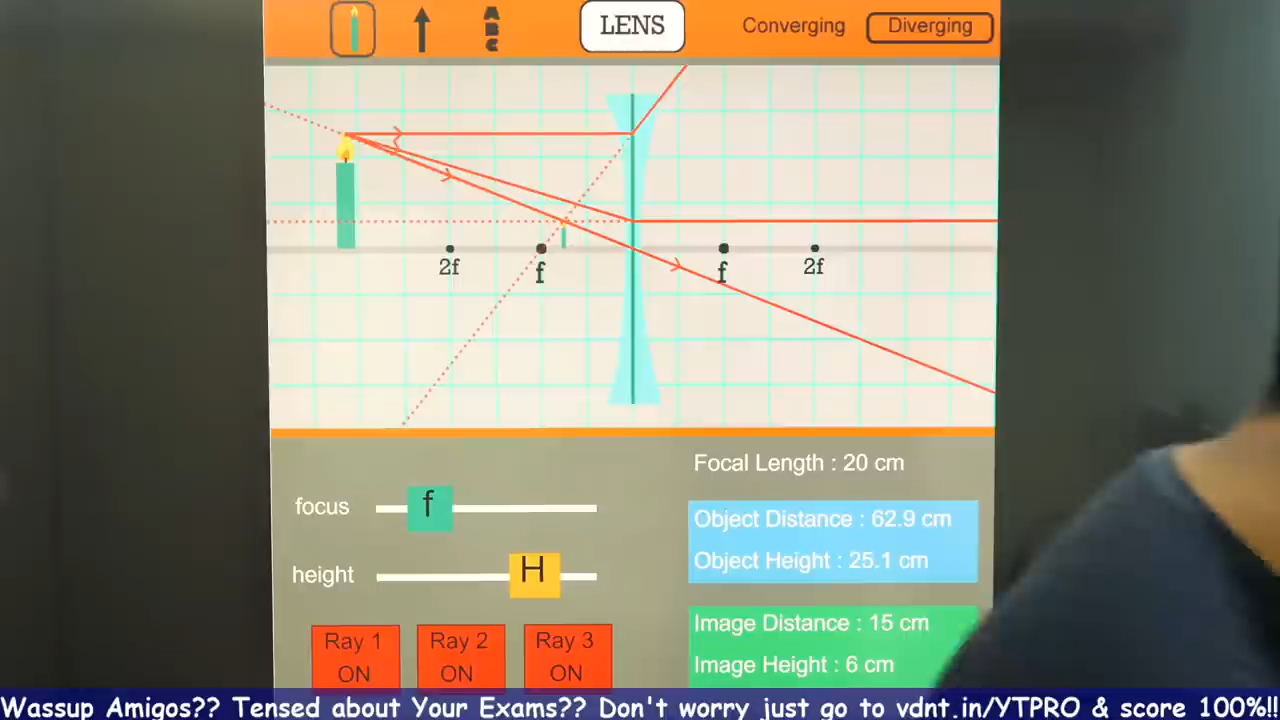 A
B
C
LENS
Converging
Diverging
2f
f
f
2f
Focal Length : 20 cm
focus
f
Object Distance : 62.9 cm
Object Height : 25.1 cm
height
H
Image Distance : 15 cm
Image Height : 6 cm
Ray 1
ON
Ray 2
ON
Ray 3
ON
Wassup Amigos?? Tensed about Your Exams?? Don't worry just go to vdnt.in/YTPRO & score 100%!!